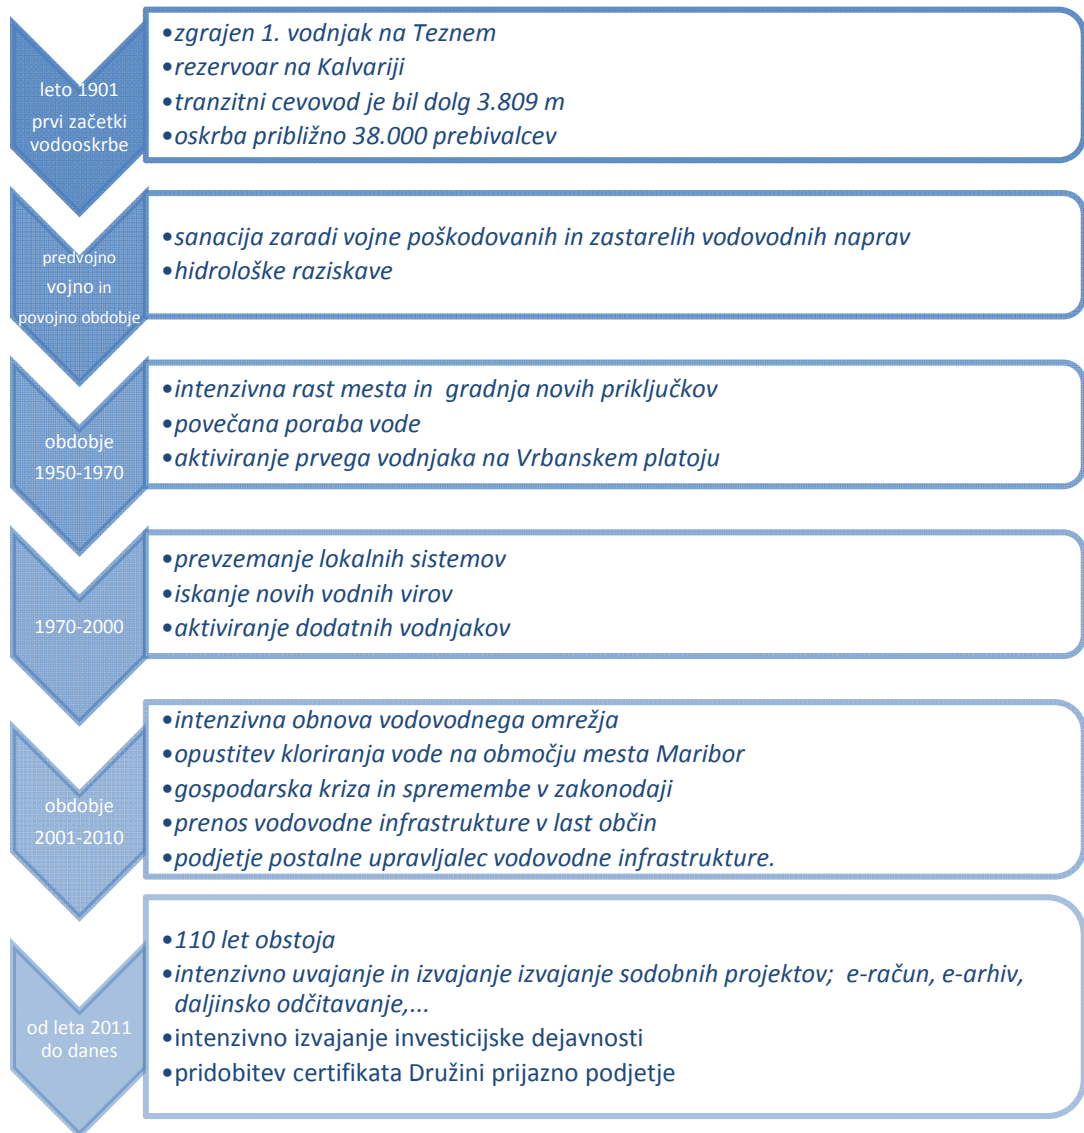 leto 1901
prvi začetki
vodooskrbe
•zgrajen 1. vodnjak na Teznem
•rezervoar na Kalvariji
•tranzitni cevovod je bil dolg 3.809 m
•oskrba približno 38.000 prebivalcev
predvojno
vojno in
povojno obdobje
•sanacija zaradi vojne poškodovanih in zastarelih vodovodnih naprav
•hidrološke raziskave
obdobje
1950-1970
•intenzivna rast mesta in gradnja novih priključkov
•povečana poraba vode
•aktiviranje prvega vodnjaka na Vrbanskem platoju
1970-2000
•prevzemanje lokalnih sistemov
•iskanje novih vodnih virov
•aktiviranje dodatnih vodnjakov
obdobje
2001-2010
•intenzivna obnova vodovodnega omrežja
•opustitev kloriranja vode na območju mesta Maribor
•gospodarska kriza in spremembe v zakonodaji
•prenos vodovodne infrastrukture v last občin
•podjetje postalne upravljalec vodovodne infrastrukture.
od leta 2011
do danes
•110 let obstoja
•intenzivno uvajanje in izvajanje izvajanje sodobnih projektov; e-račun, e-arhiv,
daljinsko odčitavanje,...
•intenzivno izvajanje investicijske dejavnosti
•pridobitev certifikata Družini prijazno podjetje